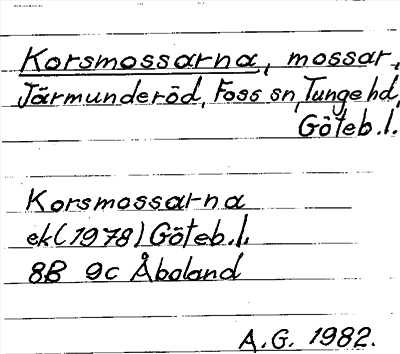 Korsmossarna, mossar,
Järmunderöd, Foss sn, Tunge hd,
Göteb.l.
Korsmossarna
ek (1978) Göteb.l.
8B 9c Åboland
A.G. 1982.